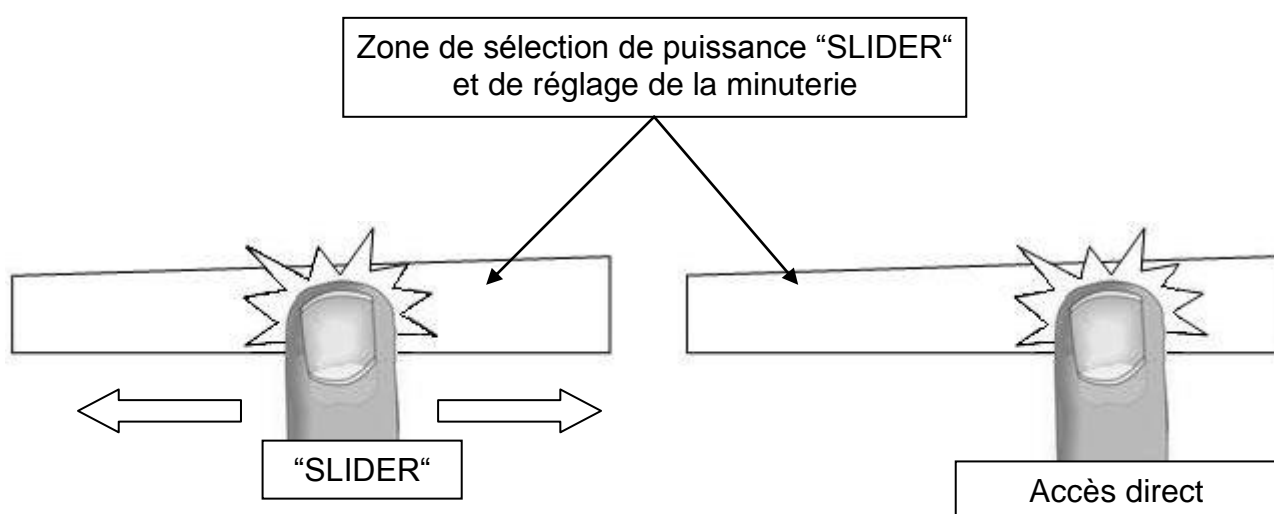 Zone de sélection de puissance “SLIDER“
et de réglage de la minuterie
“SLIDER“
Accès direct